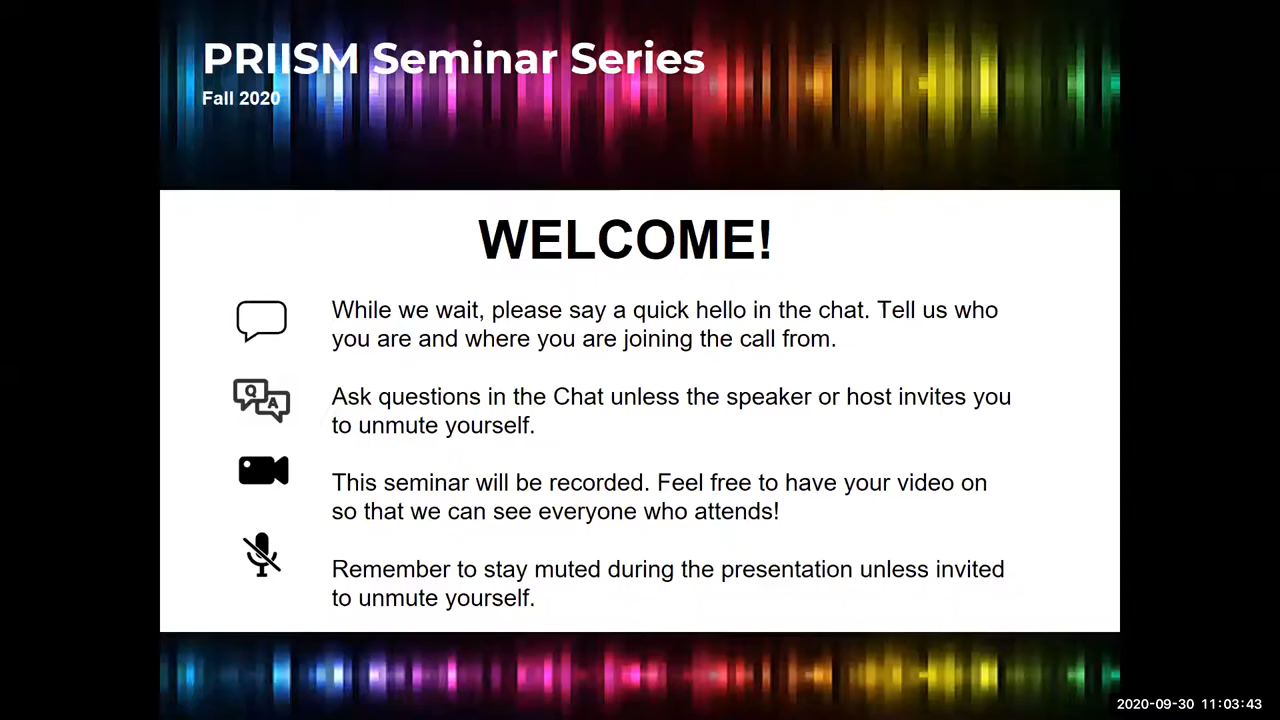 PRIISM Seminar Series
Fall 2020
WELCOME!
While we wait, please say a quick hello in the chat. Tell us who
you are and where you are joining the call from.
Q
A
Ask questions in the Chat unless the speaker or host invites you
to unmute yourself.
This seminar will be recorded. Feel free to have your video on
so that we can see everyone who attends!
Remember to stay muted during the presentation unless invited
to unmute yourself.
2020-09-30 11:03:43